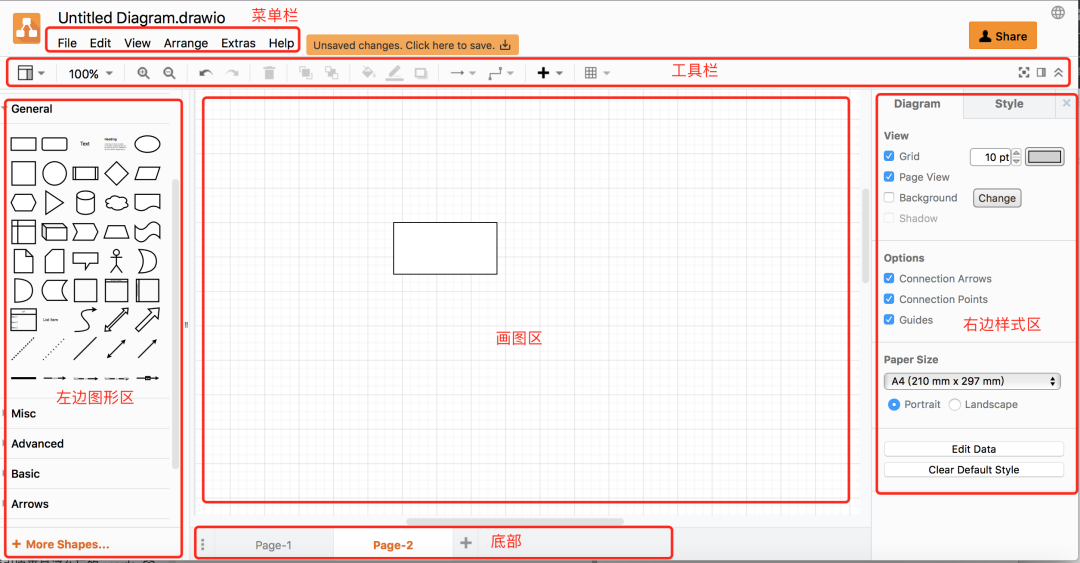 Untitled Diagram.drawio
菜单栏
File Edit View Arrange Extras Help
Unsaved changes. Click here to save.
Share
100%
工具栏
General
Text
Heading
List Item
左边图形区
Misc
Advanced
Basic
Arrows
+ More Shapes...
画图区
Page-1
Page-2
底部
Diagram
Style
View
Grid
10 pt
Page View
Background
Change
Shadow
Options
Connection Arrows
Connection Points
Guides
右边样式区
Paper Size
A4 (210 mm x 297 mm)
Portrait
Landscape
Edit Data
Clear Default Style